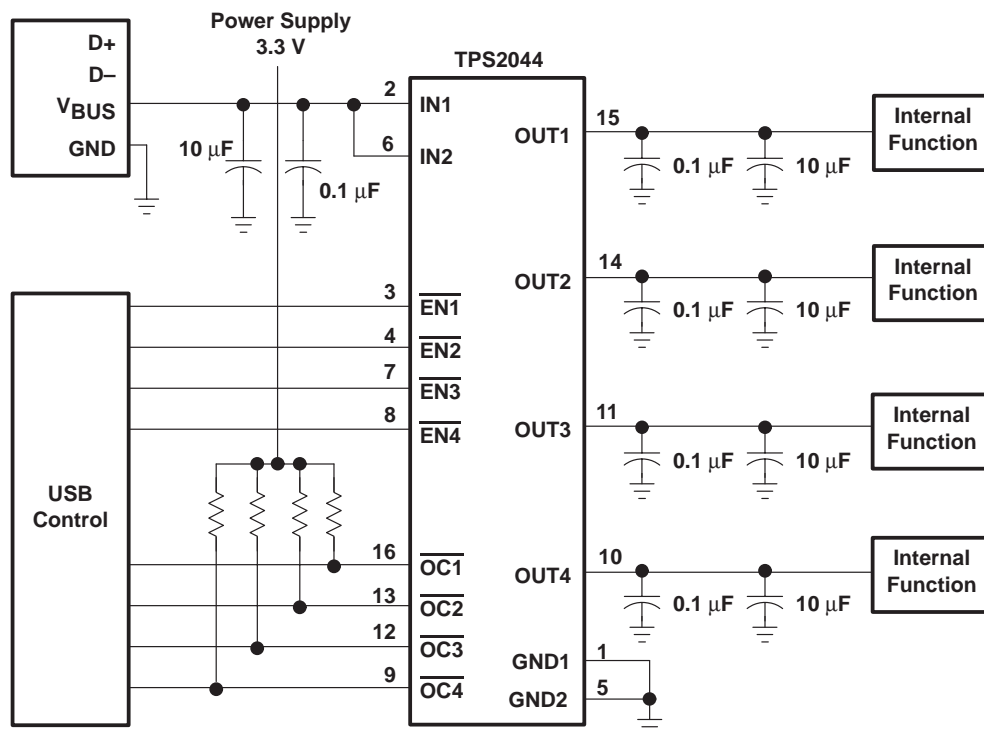 Power Supply
3.3 V
TPS2044
D+
D–
VBUS
GND
10 μF
0.1 μF
2
IN1
6
IN2
3
EN1
4
EN2
7
EN3
8
EN4
USB
Control
16
OC1
13
OC2
12
OC3
9
OC4
OUT1
15
0.1 μF
10 μF
Internal
Function
OUT2
14
0.1 μF
10 μF
Internal
Function
OUT3
11
0.1 μF
10 μF
Internal
Function
OUT4
10
0.1 μF
10 μF
Internal
Function
GND1
1
GND2
5